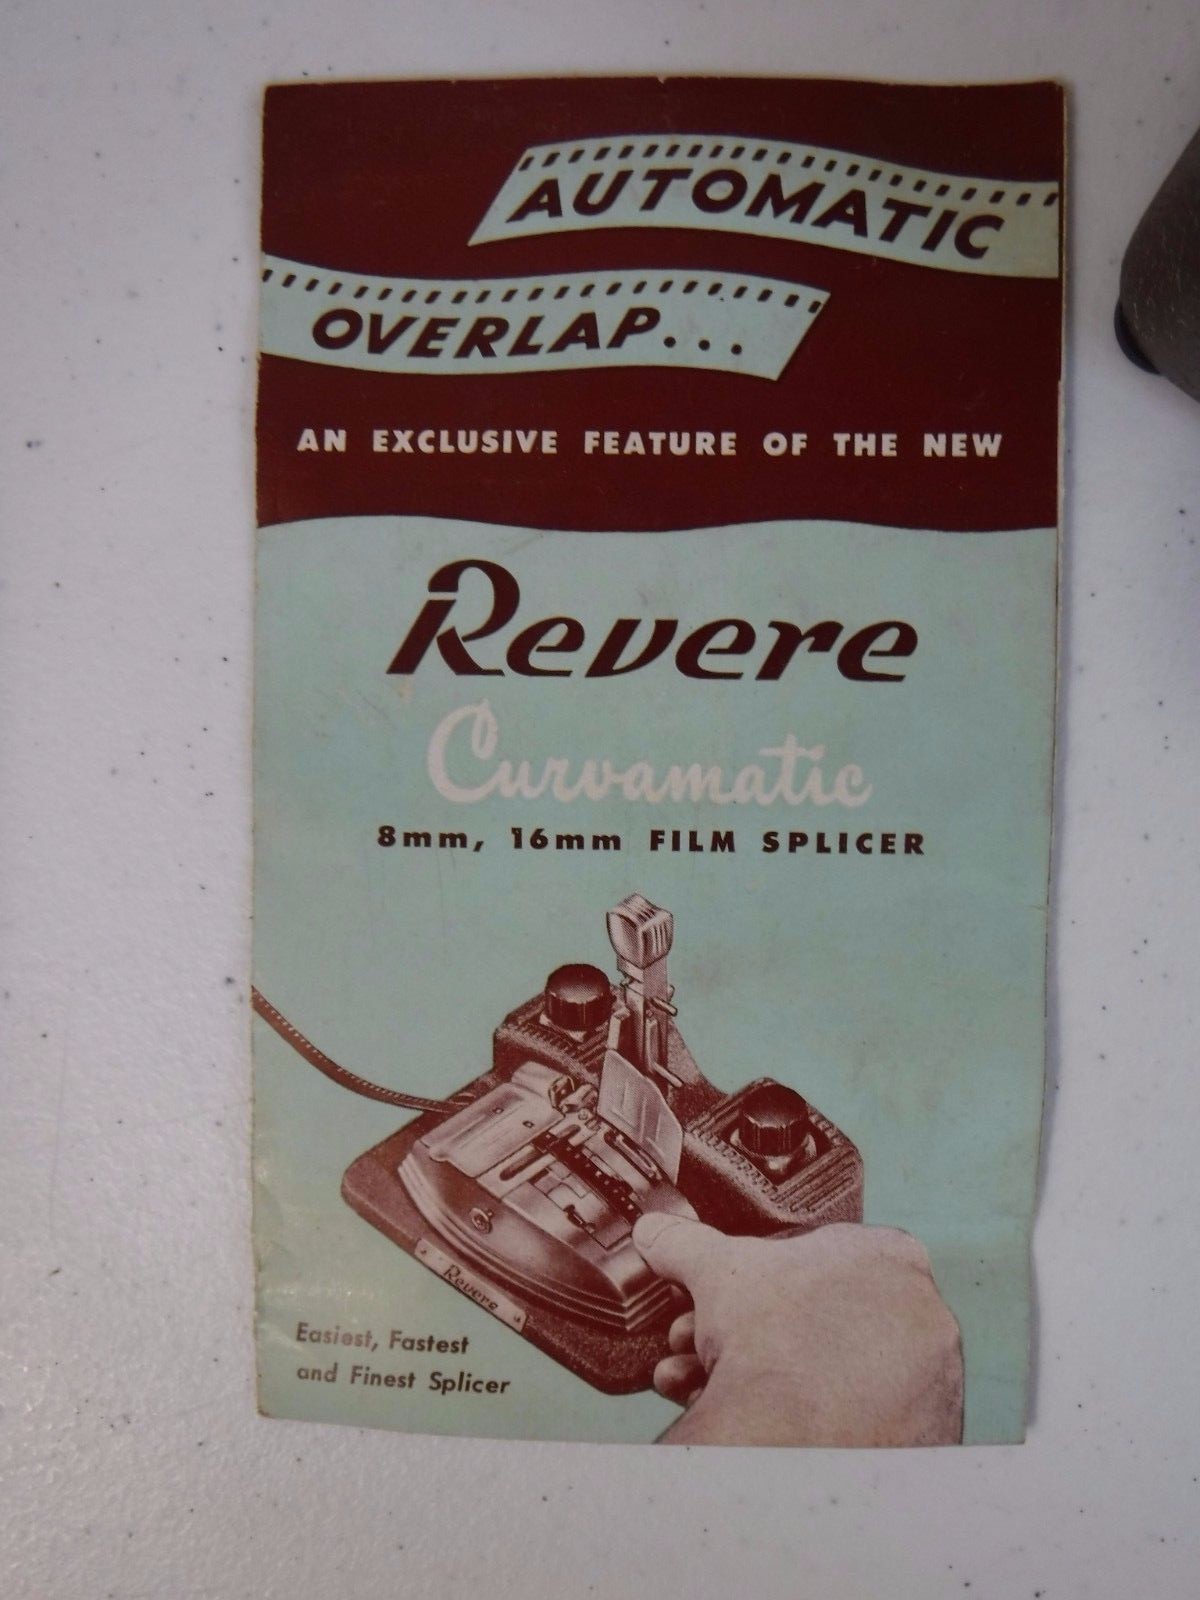 AUTOMATIC
OVERLAP...
AN EXCLUSIVE FEATURE OF THE NEW
Revere
Curvamatic
8mm, 16mm FILM SPLICER
Revere
Easiest, Fastest
and Finest Splicer